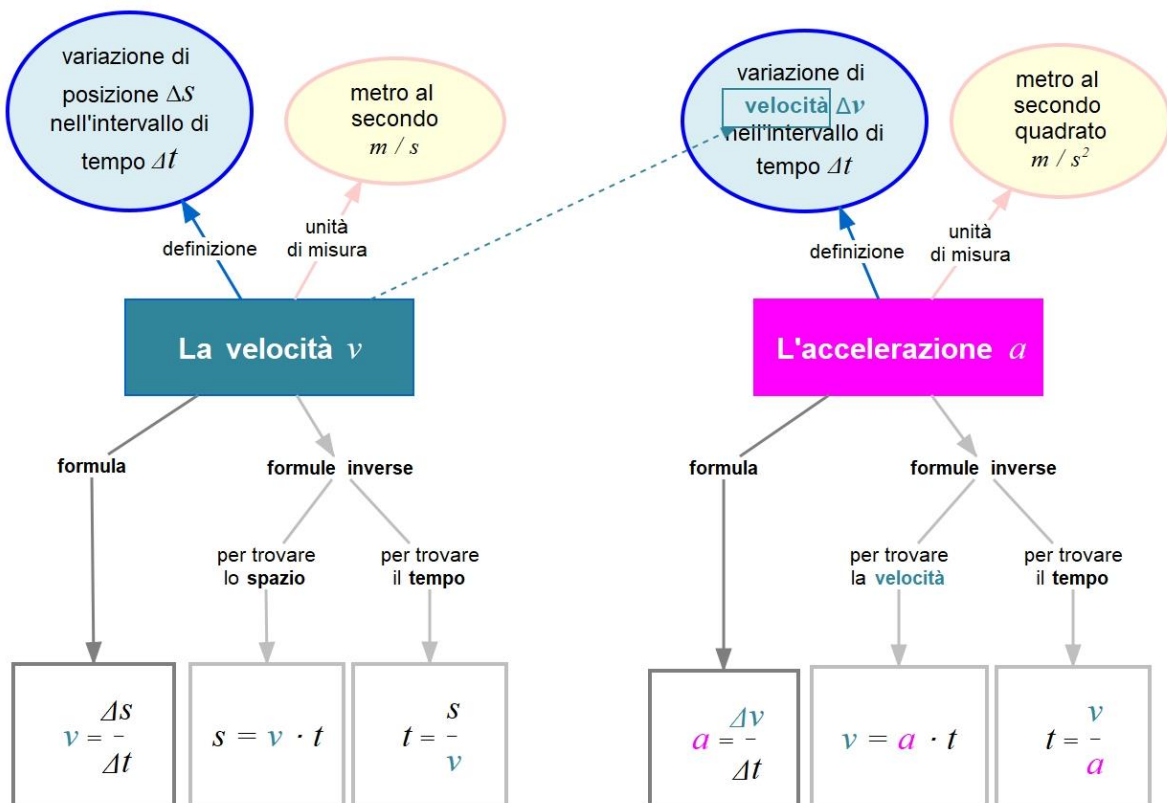 variazione di
posizione Δs
nell'intervallo di
tempo Δt
metro al
secondo
m / s
definizione
unità
di misura
La velocità v
formula
formule inverse
per trovare
lo spazio
per trovare
il tempo
v = Δs / Δt
s = v · t
t = s / v
variazione di
velocità Δv
nell'intervallo di
tempo Δt
metro al
secondo
quadrato
m / s²
definizione
unità
di misura
L'accelerazione a
formula
formule inverse
per trovare
la velocità
per trovare
il tempo
a = Δv / Δt
v = a · t
t = v / a